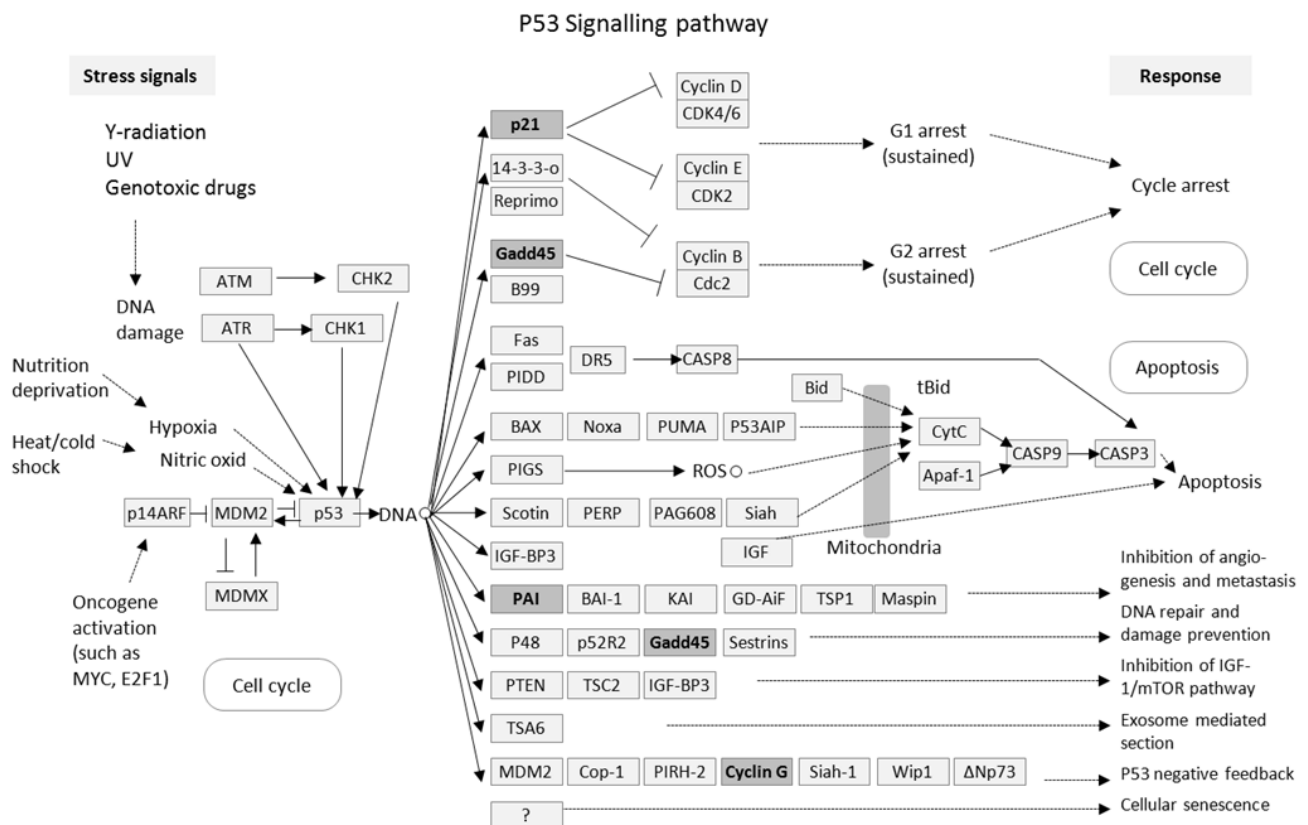 P53 Signalling pathway
Stress signals
Response
Y-radiation
UV
Genotoxic drugs
DNA
damage
ATM
CHK2
ATR
CHK1
Nutrition
deprivation
Hypoxia
Heat/cold
shock
Nitric oxid
p14ARF
MDM2
p53
DNA
MDMX
Oncogene
activation
(such as
MYC, E2F1)
Cell cycle
p21
14-3-3-o
Reprimo
Gadd45
B99
Cyclin D
CDK4/6
Cyclin E
CDK2
Cyclin B
Cdc2
G1 arrest
(sustained)
G2 arrest
(sustained)
Cycle arrest
Cell cycle
Fas
PIDD
DR5
CASP8
Apoptosis
Bid
tBid
BAX
Noxa
PUMA
P53AIP
CytC
CASP9
CASP3
PIGS
ROS
Apaf-1
Apoptosis
Scotin
PERP
PAG608
Siah
IGF-BP3
IGF
Mitochondria
PAI
BAI-1
KAI
GD-AiF
TSP1
Maspin
Inhibition of angio-
genesis and metastasis
P48
p52R2
Gadd45
Sestrins
DNA repair and
damage prevention
PTEN
TSC2
IGF-BP3
Inhibition of IGF-
1/mTOR pathway
TSA6
Exosome mediated
section
MDM2
Cop-1
PIRH-2
Cyclin G
Siah-1
Wip1
ΔNp73
P53 negative feedback
?
Cellular senescence